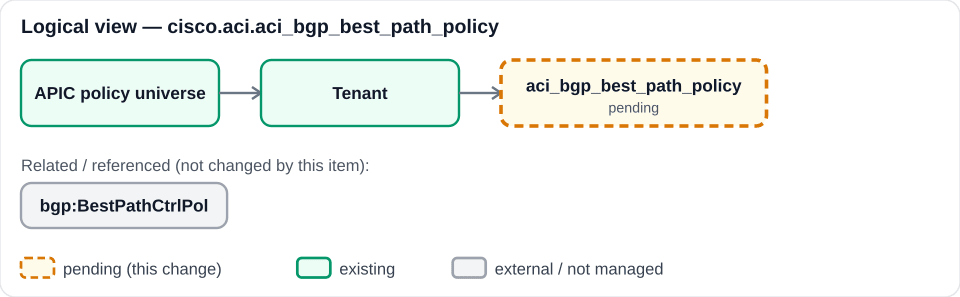 Logical view — cisco.aci.aci_bgp_best_path_policy
APIC policy universe
Tenant
aci_bgp_best_path_policy
pending
Related / referenced (not changed by this item):
bgp:BestPathCtrlPol
pending (this change)
existing
external / not managed